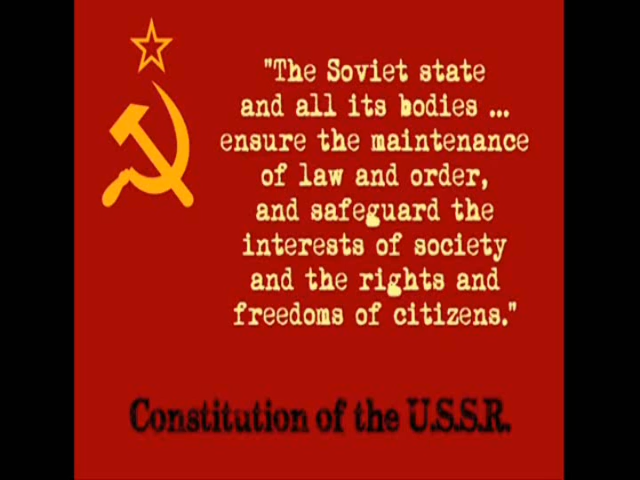 "The Soviet state
and all its bodies ...
ensure the maintenance
of law and order,
and safeguard the
interests of society
and the rights and
freedoms of citizens."
Constitution of the U.S.S.R.